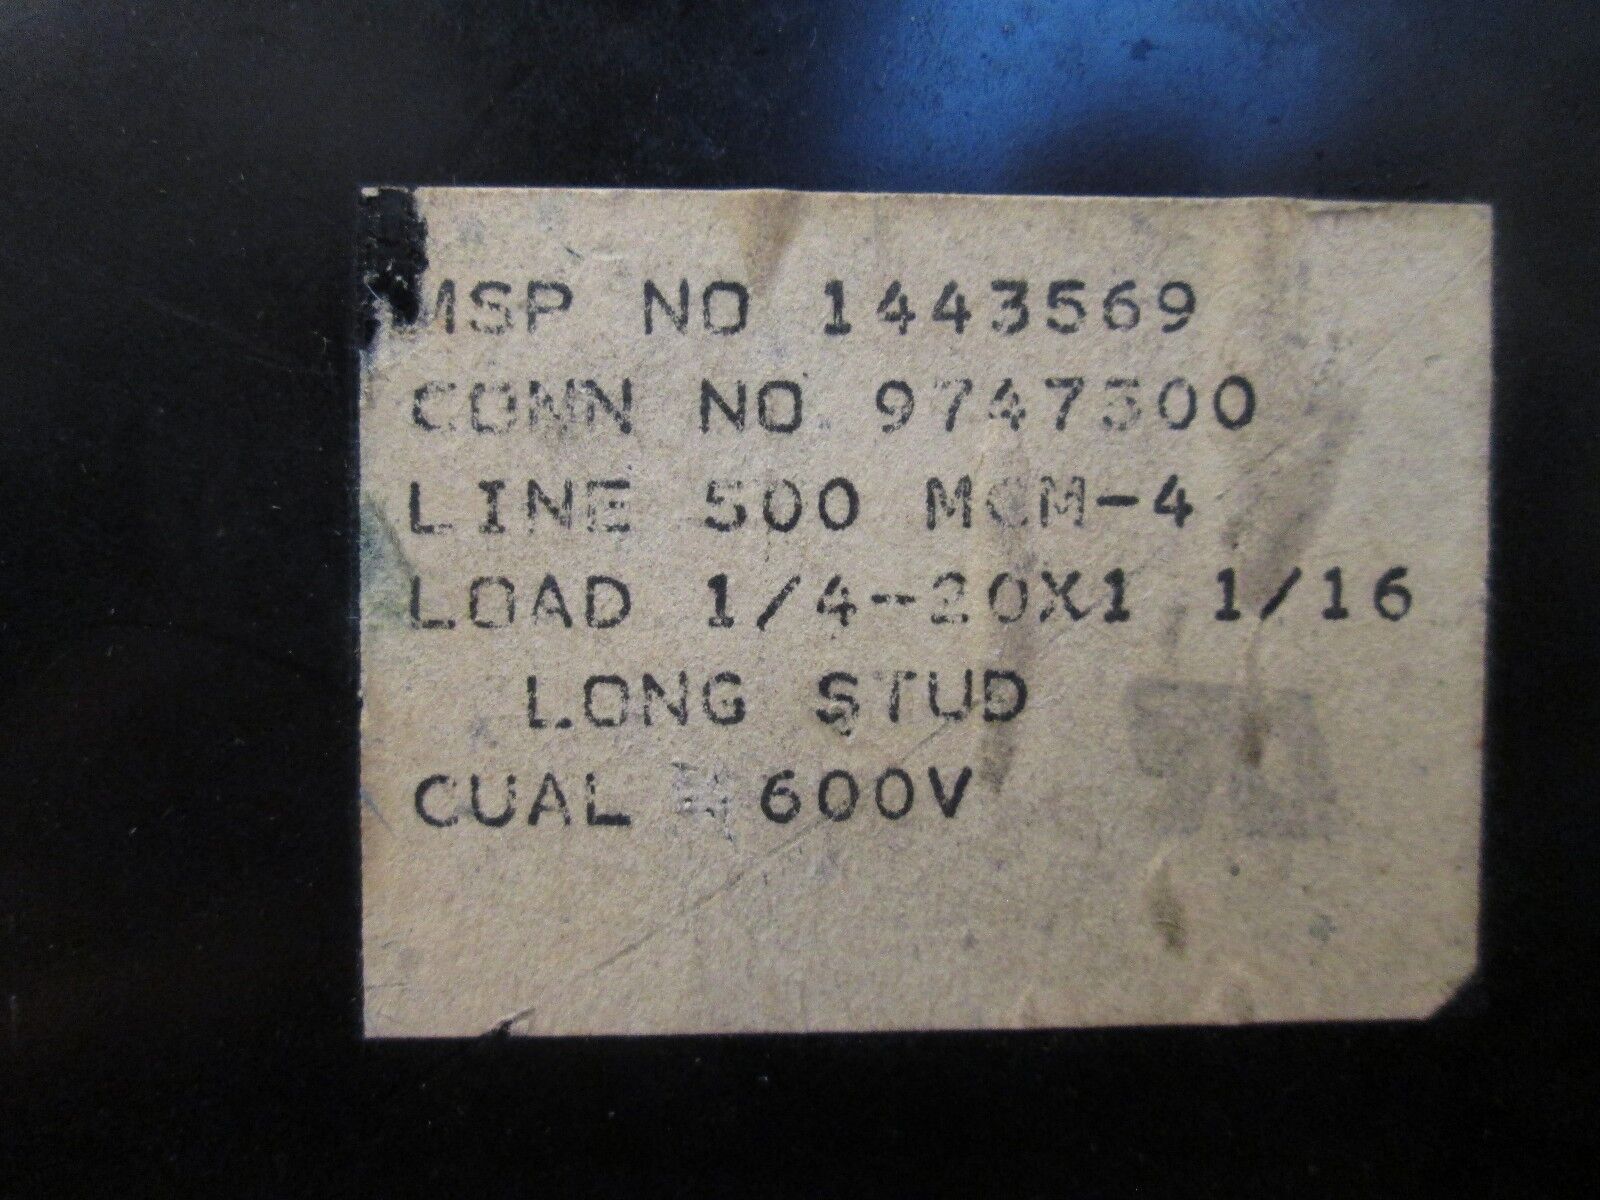 MSP NO 1443569
CONN NO. 9747500
LINE 500 MCM-4
LOAD 1/4-20X1 1/16
LONG STUD
CUAL 600V